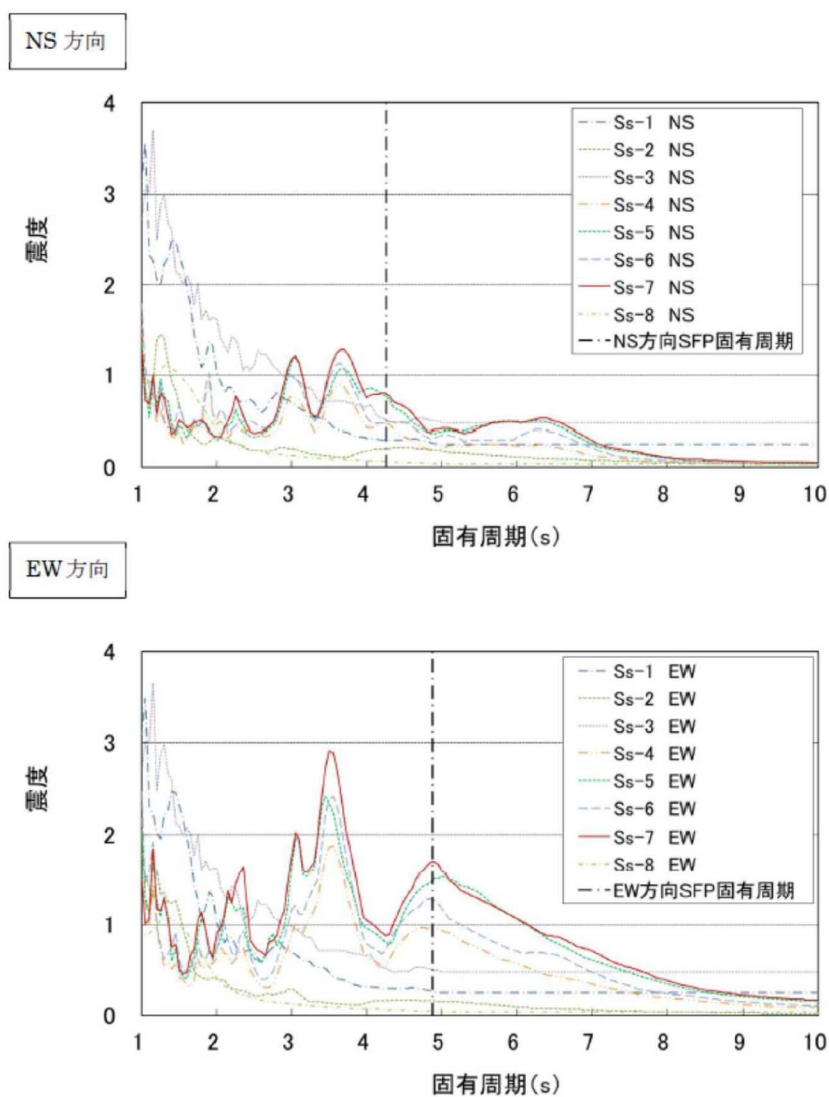 NS 方向
4
3
2
1
0
震度
1 2 3 4 5 6 7 8 9 10
固有周期(s)
Ss-1 NS
Ss-2 NS
Ss-3 NS
Ss-4 NS
Ss-5 NS
Ss-6 NS
Ss-7 NS
Ss-8 NS
NS方向SFP固有周期
EW 方向
4
3
2
1
0
震度
1 2 3 4 5 6 7 8 9 10
固有周期(s)
Ss-1 EW
Ss-2 EW
Ss-3 EW
Ss-4 EW
Ss-5 EW
Ss-6 EW
Ss-7 EW
Ss-8 EW
EW方向SFP固有周期